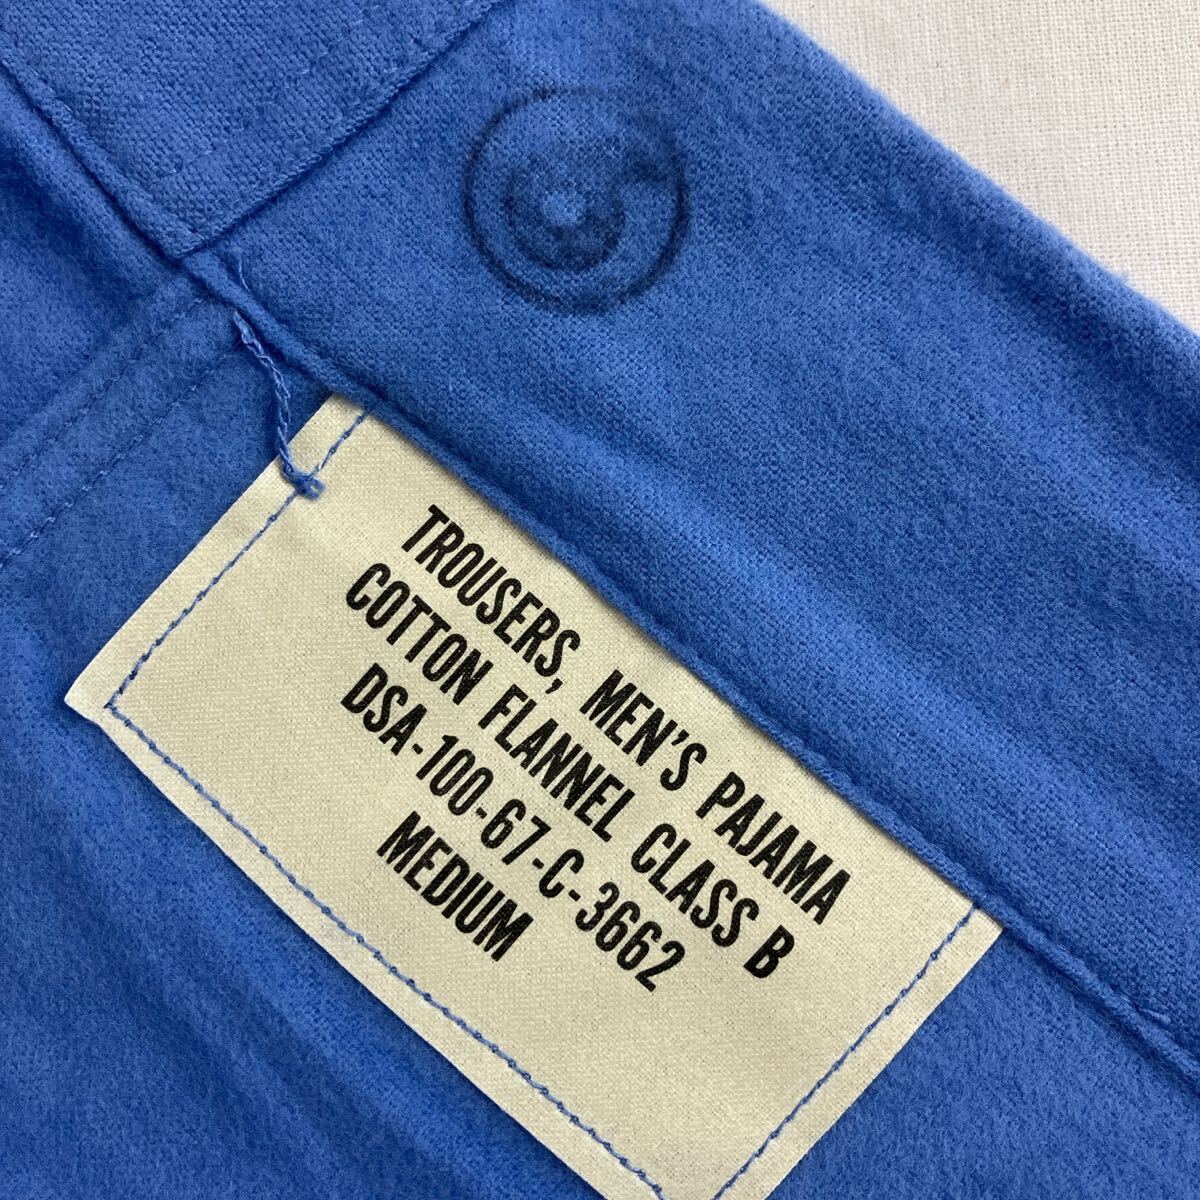 TROUSERS, MEN'S PAJAMA
COTTON FLANNEL CLASS B
DSA-100-67-C-3662
MEDIUM